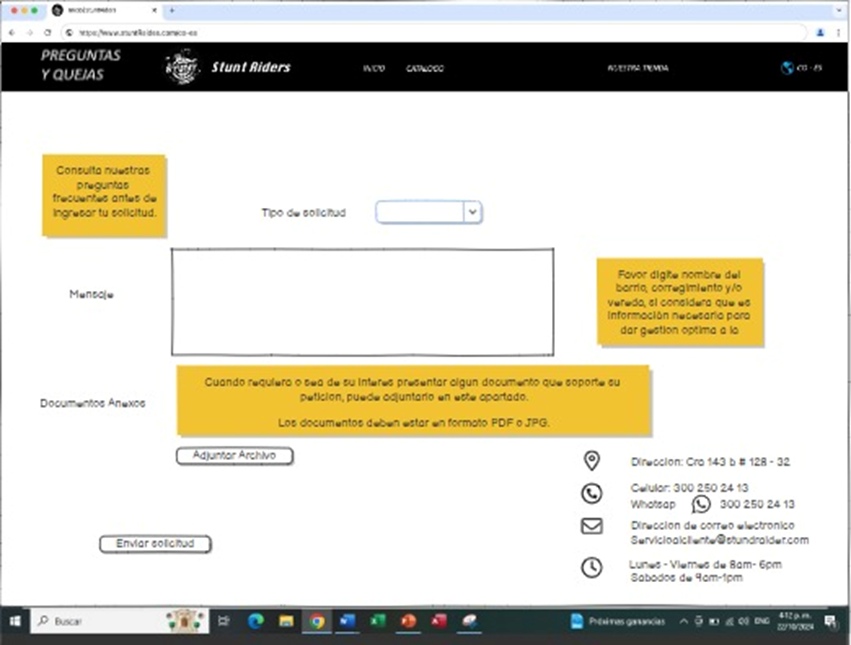 https://www.stuntRaides.com/co-es
PREGUNTAS
Y QUEJAS
Stunt Riders
INICIO
CATALOGO
NUESTRA TIENDA
CO - ES
Consulta nuestras
preguntas
frecuentes antes de
ingresar tu solicitud.
Tipo de solicitud
Mensaje
Favor digite nombre del
barrio, corregimiento y/o
vereda, si considera que es
información necesaria para
dar gestion optima a la
Documentos Anexos
Cuando requiera o sea de su interes presentar algun documento que soporte su
peticion, puede adjuntarlo en este apartado.
Los documentos deben estar en formato PDF o JPG.
Adjuntar Archivo
Enviar solicitud
Direccion: Cra 143 b # 128 - 32
Celular: 300 250 24 13
Whatsap 300 250 24 13
Direccion de correo electronico
Servicioalcliente@stundraider.com
Lunes - Viernes de 8am- 6pm
Sabados de 9am-1pm
Buscar
Próximas ganancias
ENG
4:12 p. m.
22/10/2024